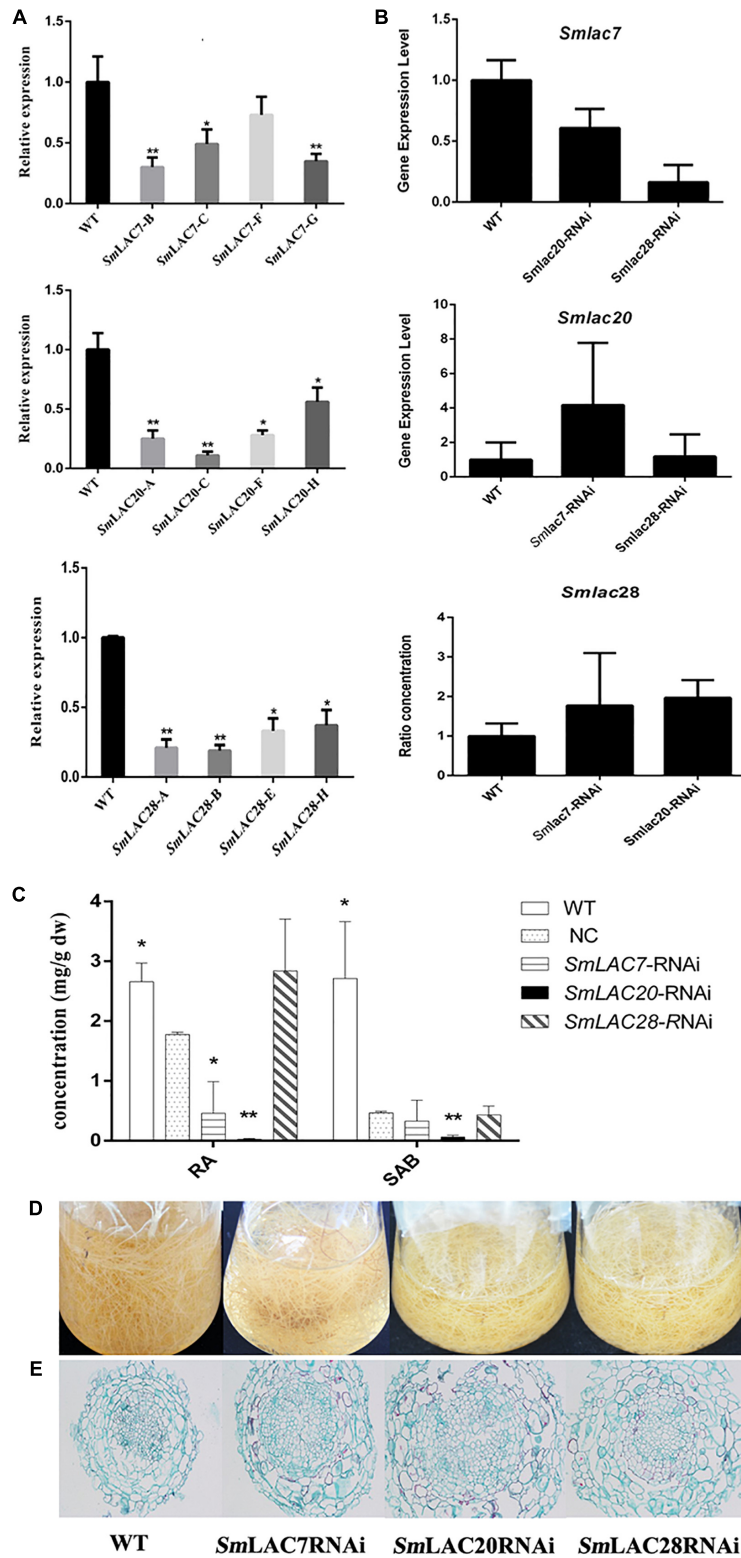 A
Relative expression
1.5
1.0
0.5
0.0
** * **
WT SmLAC7-B SmLAC7-C SmLAC7-F SmLAC7-G
Relative expression
1.5
1.0
0.5
0.0
** ** * *
WT SmLAC20-A SmLAC20-C SmLAC20-F SmLAC20-H
Relative expression
1.5
1.0
0.5
0.0
** ** * *
WT SmLAC28-A SmLAC28-B SmLAC28-E SmLAC28-H
B
Smlac7
Gene Expression Level
1.5
1.0
0.5
0.0
WT Smlac20-RNAi Smlac28-RNAi
Smlac20
Gene Expression Level
10
8
6
4
2
0
WT Smlac7-RNAi Smlac28-RNAi
Smlac28
Ratio concentration
4
3
2
1
0
WT Smlac7-RNAi Smlac20-RNAi
C
concentration (mg/g dw)
4
3
2
1
0
* * ** * **
RA SAB
WT
NC
SmLAC7-RNAi
SmLAC20-RNAi
SmLAC28-RNAi
D
E
WT SmLAC7RNAi SmLAC20RNAi SmLAC28RNAi